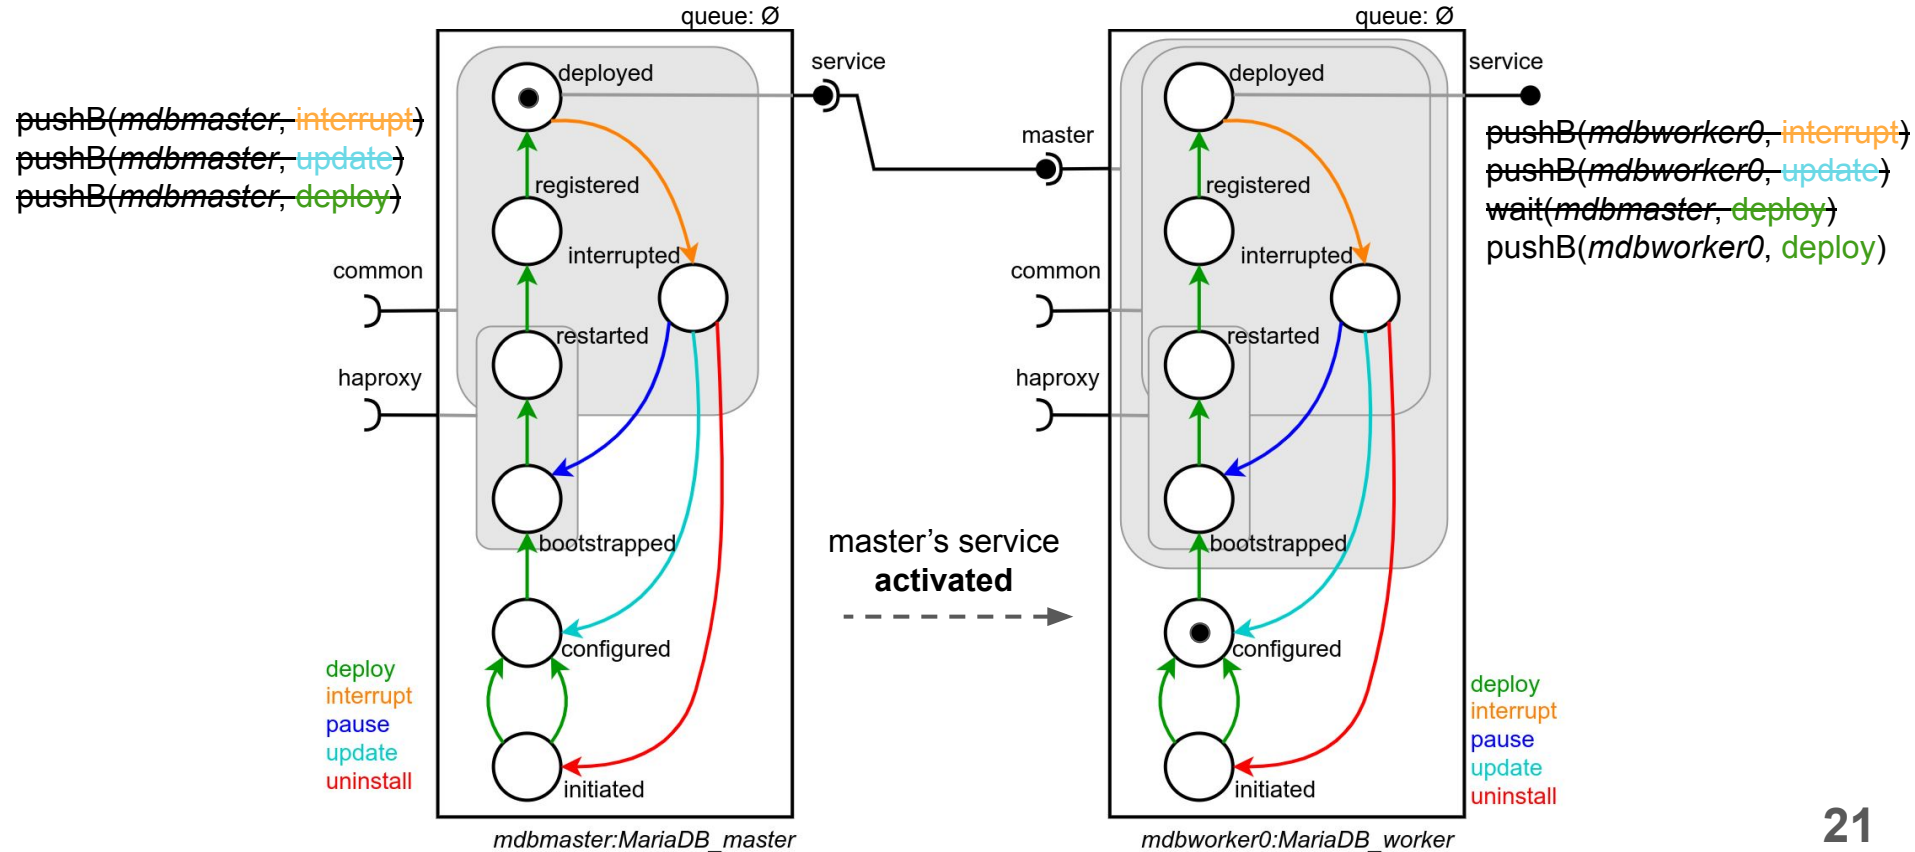 queue: Ø
queue: Ø
pushB(mdbmaster, interrupt)
pushB(mdbmaster, update)
pushB(mdbmaster, deploy)
deployed
registered
interrupted
restarted
bootstrapped
configured
initiated
service
common
haproxy
deploy
interrupt
pause
update
uninstall
mdbmaster:MariaDB_master
master's service
activated
master
common
haproxy
deployed
registered
interrupted
restarted
bootstrapped
configured
initiated
service
pushB(mdbworker0, interrupt)
pushB(mdbworker0, update)
wait(mdbmaster, deploy)
pushB(mdbworker0, deploy)
deploy
interrupt
pause
update
uninstall
mdbworker0:MariaDB_worker
21